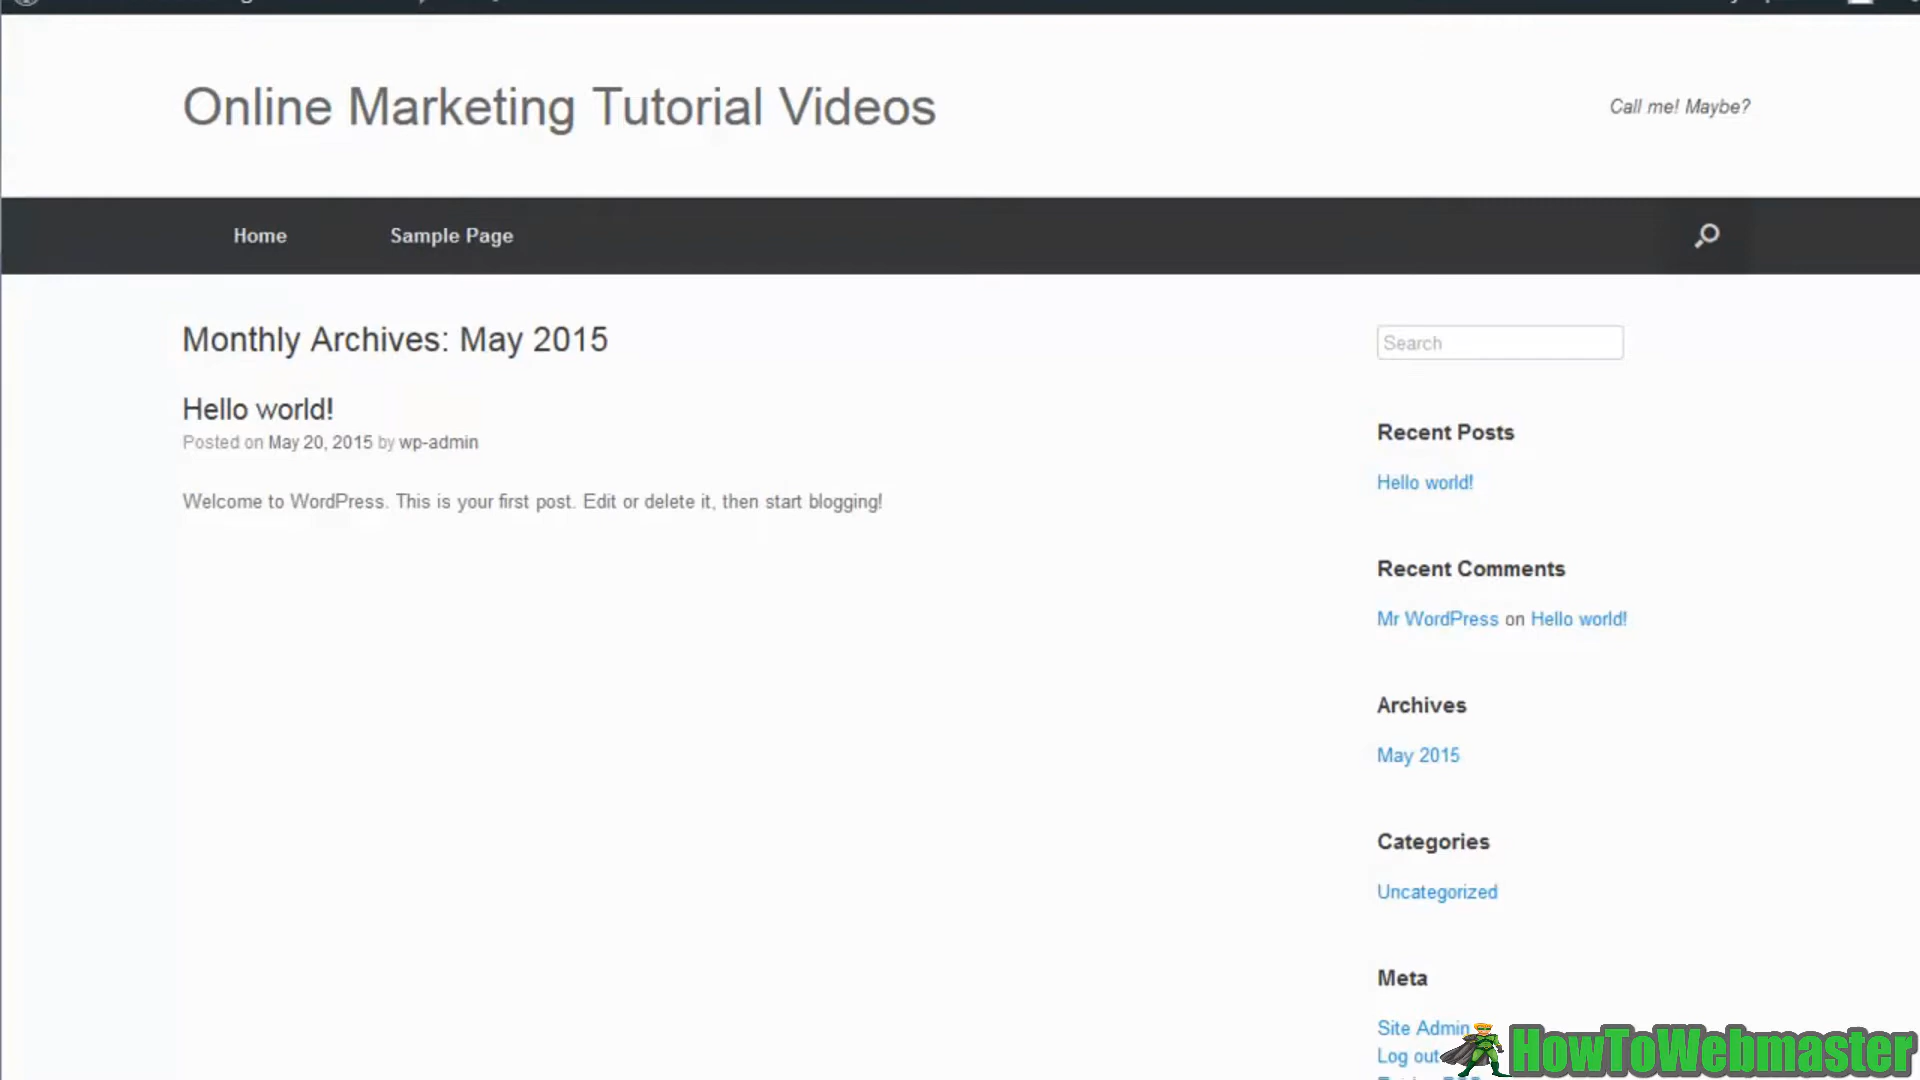 Online Marketing Tutorial Videos
Call me! Maybe?
Home
Sample Page
Monthly Archives: May 2015
Hello world!
Posted on May 20, 2015 by wp-admin
Welcome to WordPress. This is your first post. Edit or delete it, then start blogging!
Search
Recent Posts
Hello world!
Recent Comments
Mr WordPress on Hello world!
Archives
May 2015
Categories
Uncategorized
Meta
Site Admin
Log out
HowToWebmaster